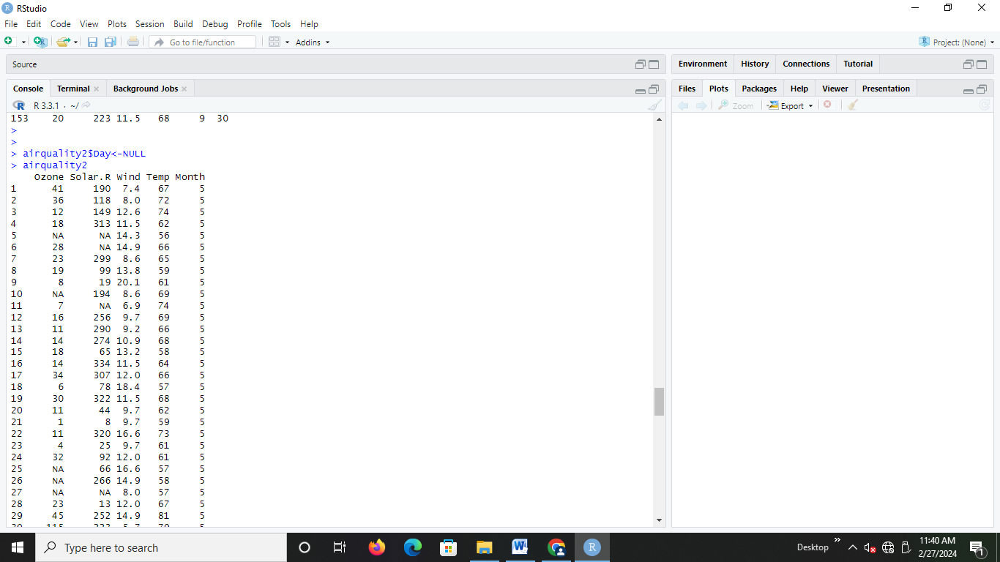 RStudio
File Edit Code View Plots Session Build Debug Profile Tools Help
Go to file/function Addins Project: (None)
Source
Console Terminal Background Jobs
R 3.3.1 · ~/
153 20 223 11.5 68 9 30
>
>
> airquality2$Day<-NULL
> airquality2
Ozone Solar.R Wind Temp Month
1 41 190 7.4 67 5
2 36 118 8.0 72 5
3 12 149 12.6 74 5
4 18 313 11.5 62 5
5 NA NA 14.3 56 5
6 28 NA 14.9 66 5
7 23 299 8.6 65 5
8 19 99 13.8 59 5
9 8 19 20.1 61 5
10 NA 194 8.6 69 5
11 7 NA 6.9 74 5
12 16 256 9.7 69 5
13 11 290 9.2 66 5
14 14 274 10.9 68 5
15 18 65 13.2 58 5
16 14 334 11.5 64 5
17 34 307 12.0 66 5
18 6 78 18.4 57 5
19 30 322 11.5 68 5
20 11 44 9.7 62 5
21 1 8 9.7 59 5
22 11 320 16.6 73 5
23 4 25 9.7 61 5
24 32 92 12.0 61 5
25 NA 66 16.6 57 5
26 NA 266 14.9 58 5
27 NA NA 8.0 57 5
28 23 13 12.0 67 5
29 45 252 14.9 81 5
Environment History Connections Tutorial
Files Plots Packages Help Viewer Presentation
Zoom Export
Type here to search
Desktop
11:40 AM
2/27/2024
1